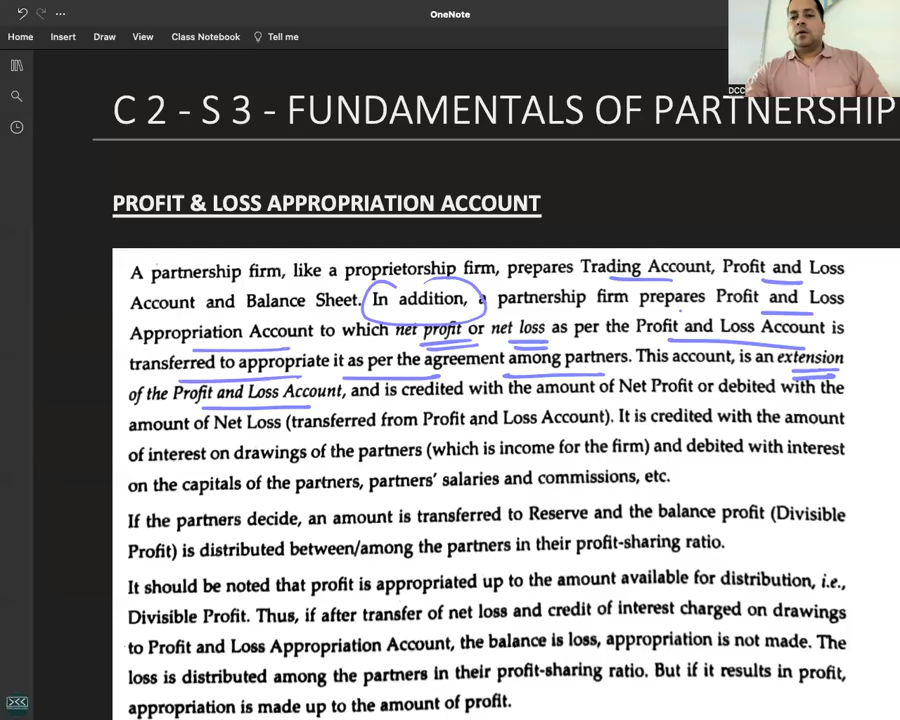 OneNote
Home Insert Draw View Class Notebook Tell me
DCC
C 2 - S 3 - FUNDAMENTALS OF PARTNERSHIP
PROFIT & LOSS APPROPRIATION ACCOUNT
A partnership firm, like a proprietorship firm, prepares Trading Account, Profit and Loss
Account and Balance Sheet. In addition, a partnership firm prepares Profit and Loss
Appropriation Account to which net profit or net loss as per the Profit and Loss Account is
transferred to appropriate it as per the agreement among partners. This account, is an extension
of the Profit and Loss Account, and is credited with the amount of Net Profit or debited with the
amount of Net Loss (transferred from Profit and Loss Account). It is credited with the amount
of interest on drawings of the partners (which is income for the firm) and debited with interest
on the capitals of the partners, partners' salaries and commissions, etc.
If the partners decide, an amount is transferred to Reserve and the balance profit (Divisible
Profit) is distributed between/among the partners in their profit-sharing ratio.
It should be noted that profit is appropriated up to the amount available for distribution, i.e.,
Divisible Profit. Thus, if after transfer of net loss and credit of interest charged on drawings
to Profit and Loss Appropriation Account, the balance is loss, appropriation is not made. The
loss is distributed among the partners in their profit-sharing ratio. But if it results in profit,
appropriation is made up to the amount of profit.